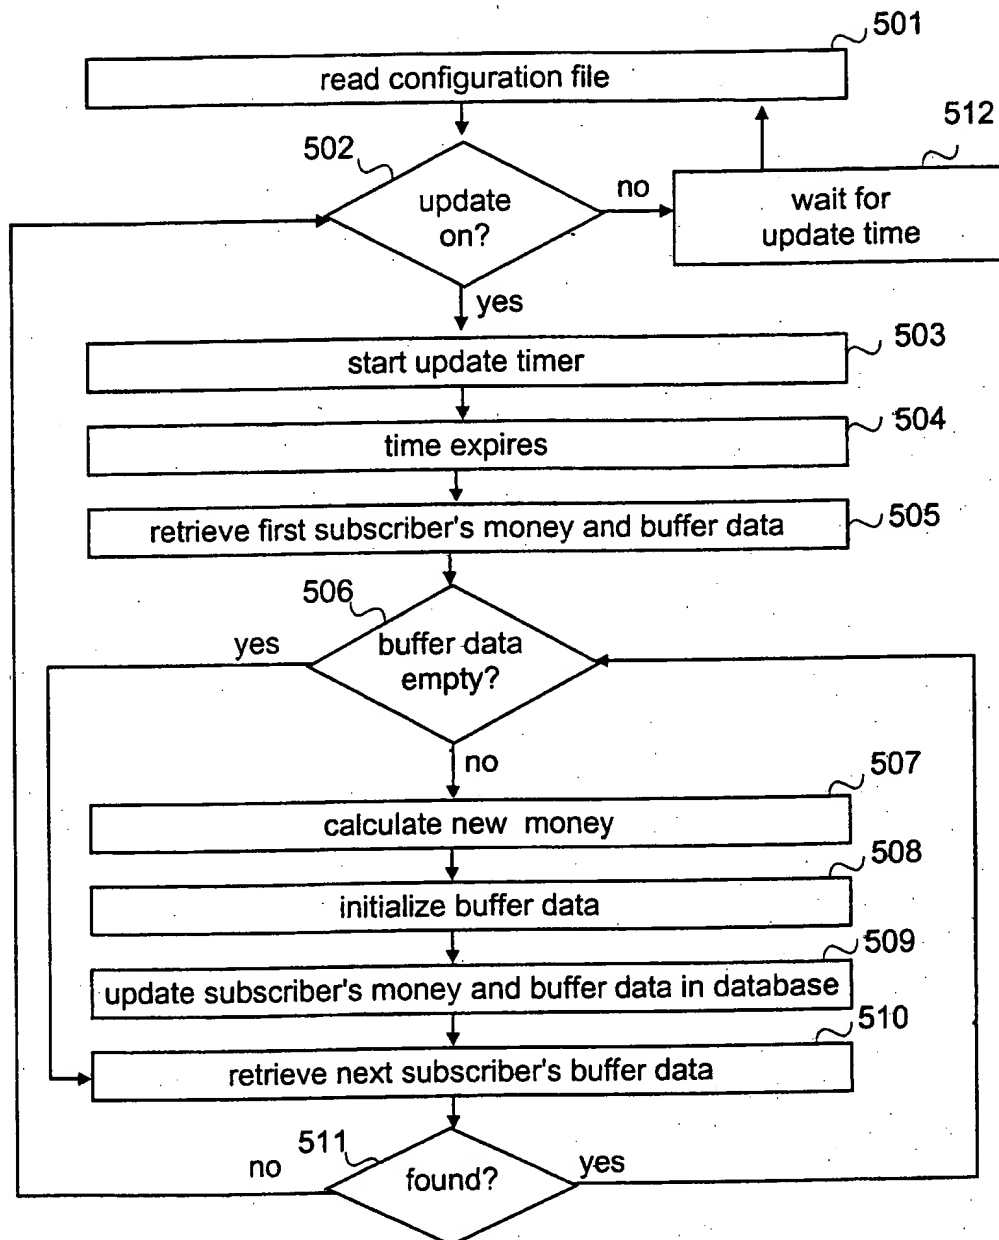 501
read configuration file
512
502
update
on?
no
wait for
update time
yes
503
start update timer
504
time expires
505
retrieve first subscriber's money and buffer data
506
yes
buffer data
empty?
no
507
calculate new money
508
initialize buffer data
509
update subscriber's money and buffer data in database
510
retrieve next subscriber's buffer data
511
no
found?
yes